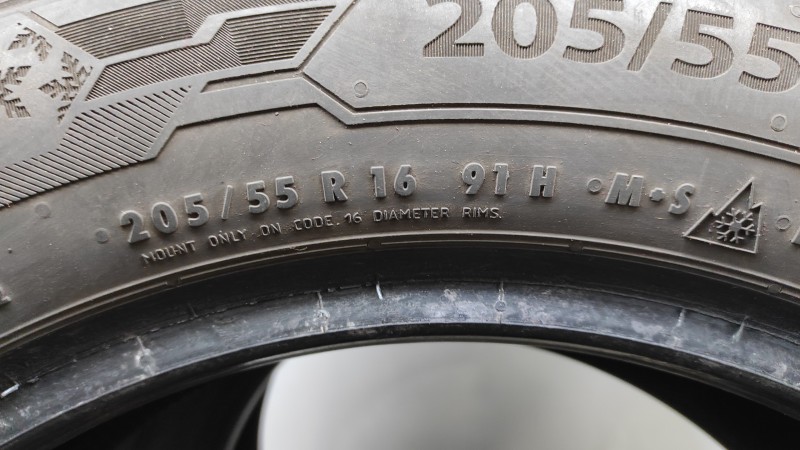 205/55
205/55 R 16 91 H •M•S
MOUNT ONLY ON CODE.16 DIAMETER RIMS.